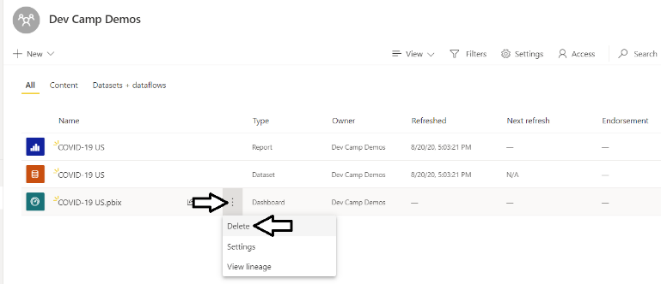 Dev Camp Demos
New
View Filters Settings Access Search
All Content Datasets + dataflows
Name Type Owner Refreshed Next refresh Endorsement
COVID-19 US Report Dev Camp Demos 8/20/20, 5:03:21 PM — —
COVID-19 US Dataset Dev Camp Demos 8/20/20, 5:03:21 PM N/A —
COVID-19 US.pbix Dashboard Dev Camp Demos — — —
Delete
Settings
View lineage